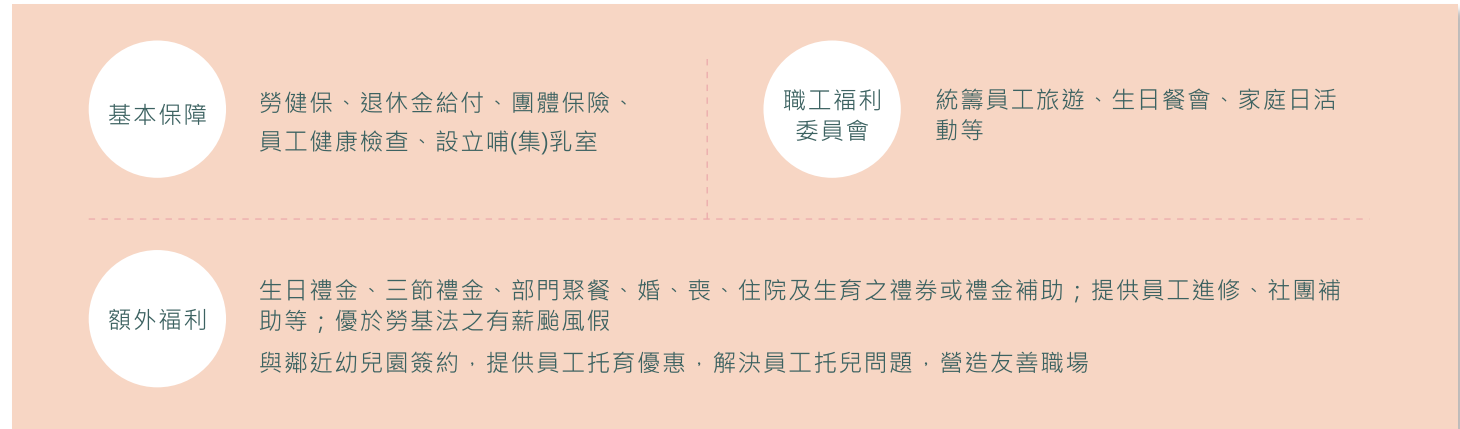 基本保障
勞健保、退休金給付、團體保險、
員工健康檢查、設立哺(集)乳室
職工福利
委員會
統籌員工旅遊、生日餐會、家庭日活
動等
額外福利
生日禮金、三節禮金、部門聚餐、婚、喪、住院及生育之禮券或禮金補助；提供員工進修、社團補
助等；優於勞基法之有薪颱風假
與鄰近幼兒園簽約，提供員工托育優惠，解決員工托兒問題，營造友善職場